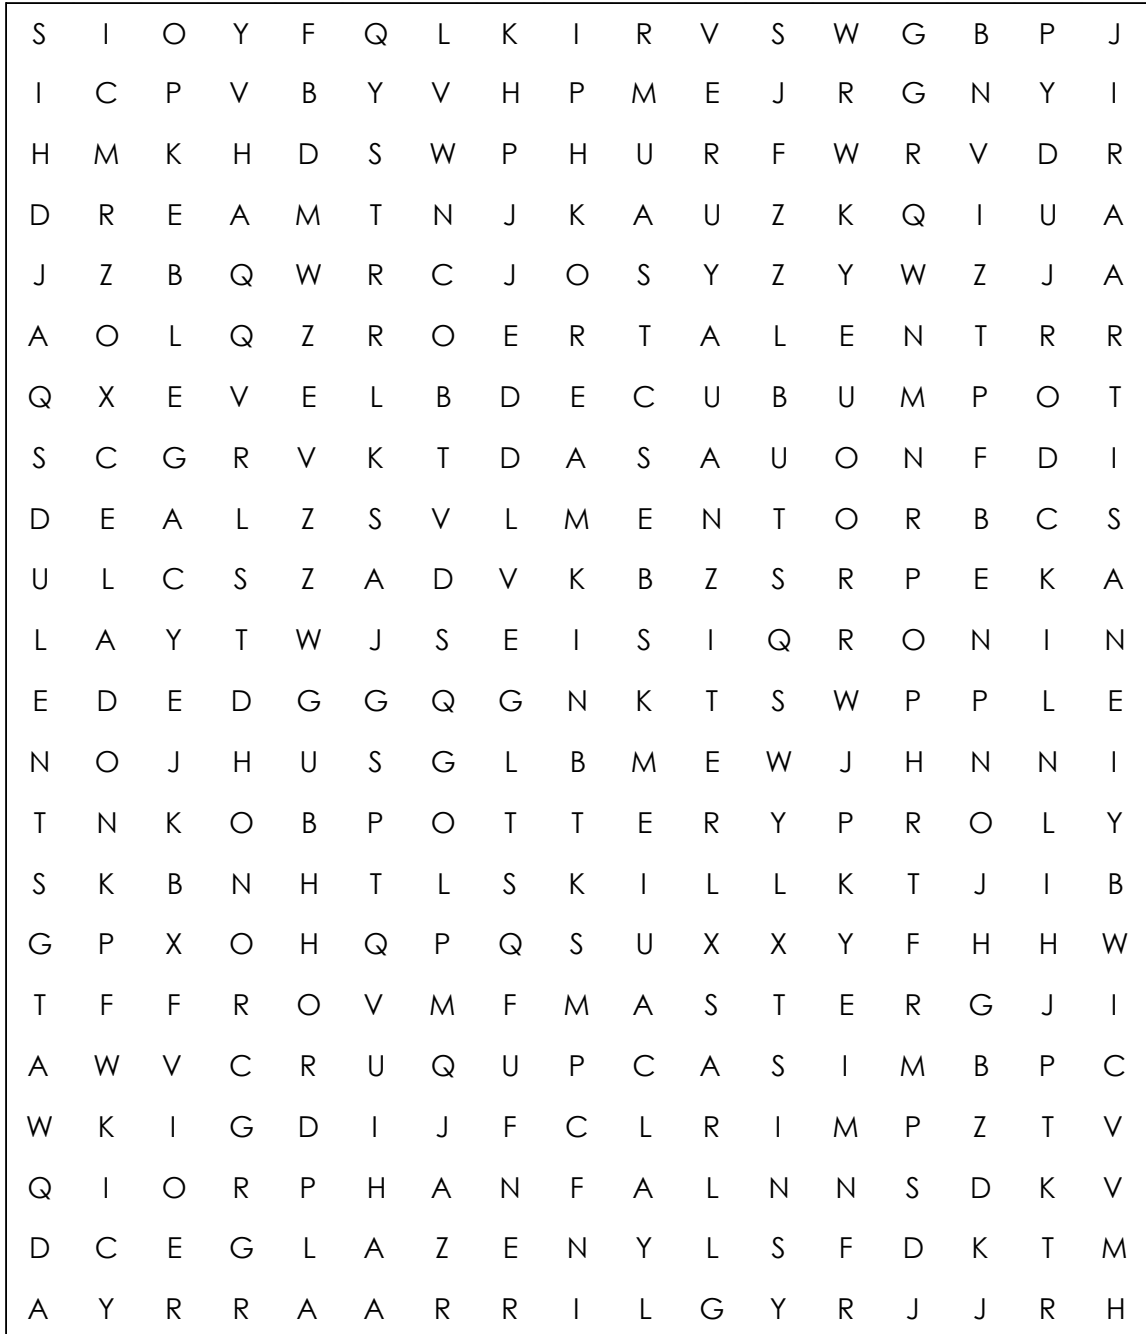 S I O Y F Q L K I R V S W G B P J
I C P V B Y V H P M E J R G N Y I
H M K H D S W P H U R F W R V D R
D R E A M T N J K A U Z K Q I U A
J Z B Q W R C J O S Y Z Y W Z J A
A O L Q Z R O E R T A L E N T R R
Q X E V E L B D E C U B U M P O T
S C G R V K T D A S A U O N F D I
D E A L Z S V L M E N T O R B C S
U L C S Z A D V K B Z S R P E K A
L A Y T W J S E I S I Q R O N I N
E D E D G G Q G N K T S W P P L E
N O J H U S G L B M E W J H N N I
T N K O B P O T T E R Y P R O L Y
S K B N H T L S K I L L K T J I B
G P X O H Q P Q S U X X Y F H H W
T F F R O V M F M A S T E R G J I
A W V C R U Q U P C A S I M B P C
W K I G D I J F C L R I M P Z T V
Q I O R P H A N F A L N N S D K V
D C E G L A Z E N Y L S F D K T M
A Y R R A A R R I L G Y R J J R H